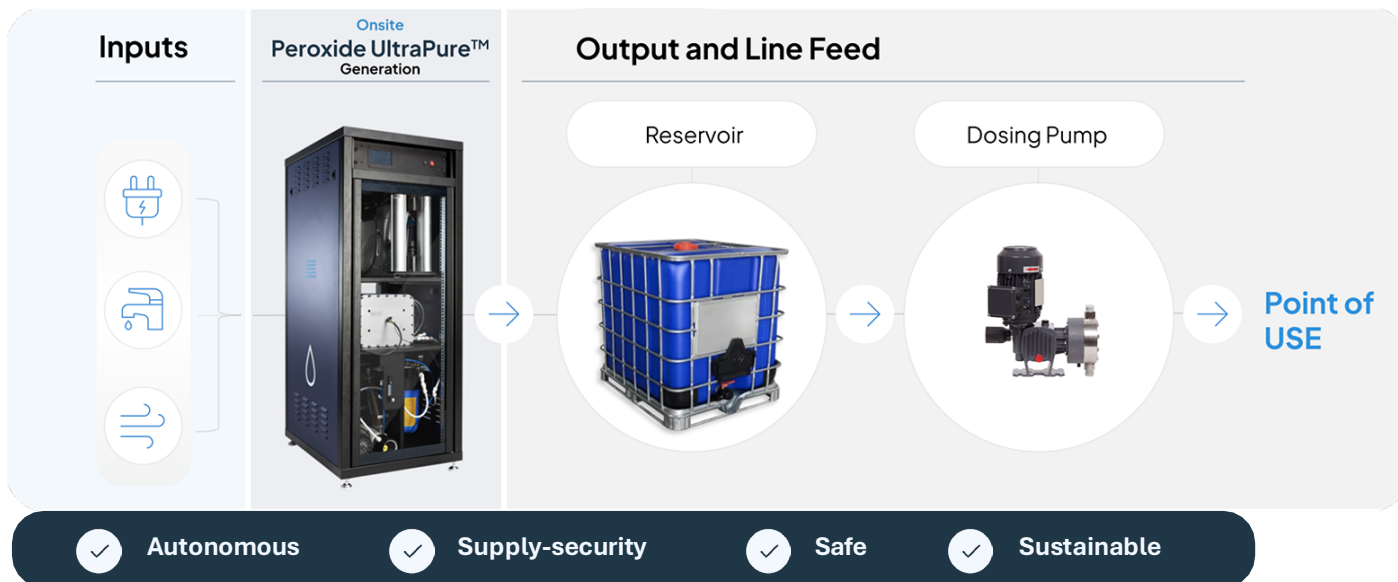 Inputs
Onsite
Peroxide UltraPure™
Generation
Output and Line Feed
Reservoir
Dosing Pump
Point of
USE
Autonomous
Supply-security
Safe
Sustainable